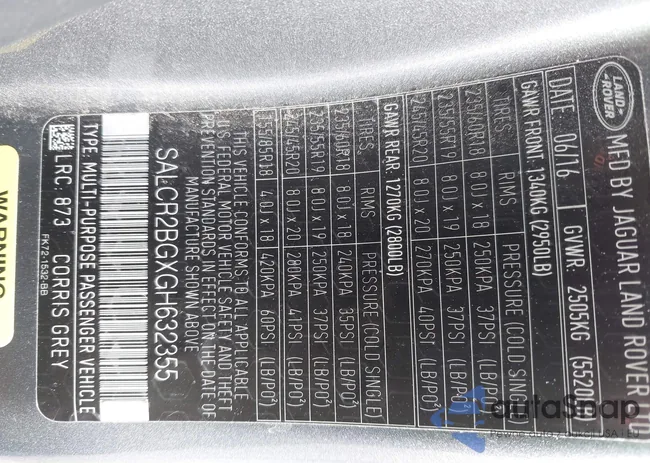 LAND ROVER
MFD BY JAGUAR LAND ROVER
DATE: 06/16 GVWR: 2505KG (5520LB)
GAWR FRONT: 1340KG (2950LB)
TIRES RIMS PRESSURE (COLD SINGLE)
235/60R18 8.0J x 18 250KPA 37PSI (LB/PO²)
235/55R19 8.0J x 19 250KPA 37PSI (LB/PO²)
245/45R20 8.0J x 20 270KPA 40PSI (LB/PO²)
GAWR REAR: 1270KG (2800LB)
TIRES RIMS PRESSURE (COLD SINGLE)
235/60R18 8.0J x 18 240KPA 35PSI (LB/PO²)
235/55R19 8.0J x 19 250KPA 37PSI (LB/PO²)
245/45R20 8.0J x 20 280KPA 41PSI (LB/PO²)
155/85R18 4.0J x 18 420KPA 60PSI (LB/PO²)
THIS VEHICLE CONFORMS TO ALL APPLICABLE
US FEDERAL MOTOR VEHICLE SAFETY AND THEFT
PREVENTION STANDARDS IN EFFECT ON THE DATE OF
MANUFACTURE SHOWN ABOVE
SALCR2BGXGH632355
TYPE: MULTI-PURPOSE PASSENGER VEHICLE
LRC: 873 CORRIS GREY
FK72-1532-BB
WARNING
autoSnap